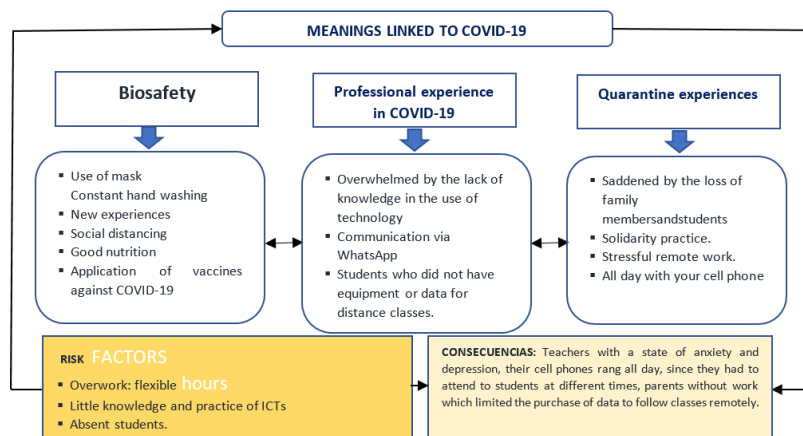 MEANINGS LINKED TO COVID-19
Biosafety
Professional experience
in COVID-19
Quarantine experiences
▪ Use of mask
Constant hand washing
▪ New experiences
▪ Social distancing
▪ Good nutrition
▪ Application of vaccines
against COVID-19
▪ Overwhelmed by the lack of
knowledge in the use of
technology
▪ Communication via
WhatsApp
▪ Students who did not have
equipment or data for
distance classes.
▪ Saddened by the loss of
family
membersandstudents
▪ Solidarity practice.
▪ Stressful remote work.
▪ All day with your cell phone
RISK FACTORS
▪ Overwork: flexible hours
▪ Little knowledge and practice of ICTs
▪ Absent students.
CONSECUENCIAS: Teachers with a state of anxiety and
depression, their cell phones rang all day, since they had to
attend to students at different times, parents without work
which limited the purchase of data to follow classes remotely.